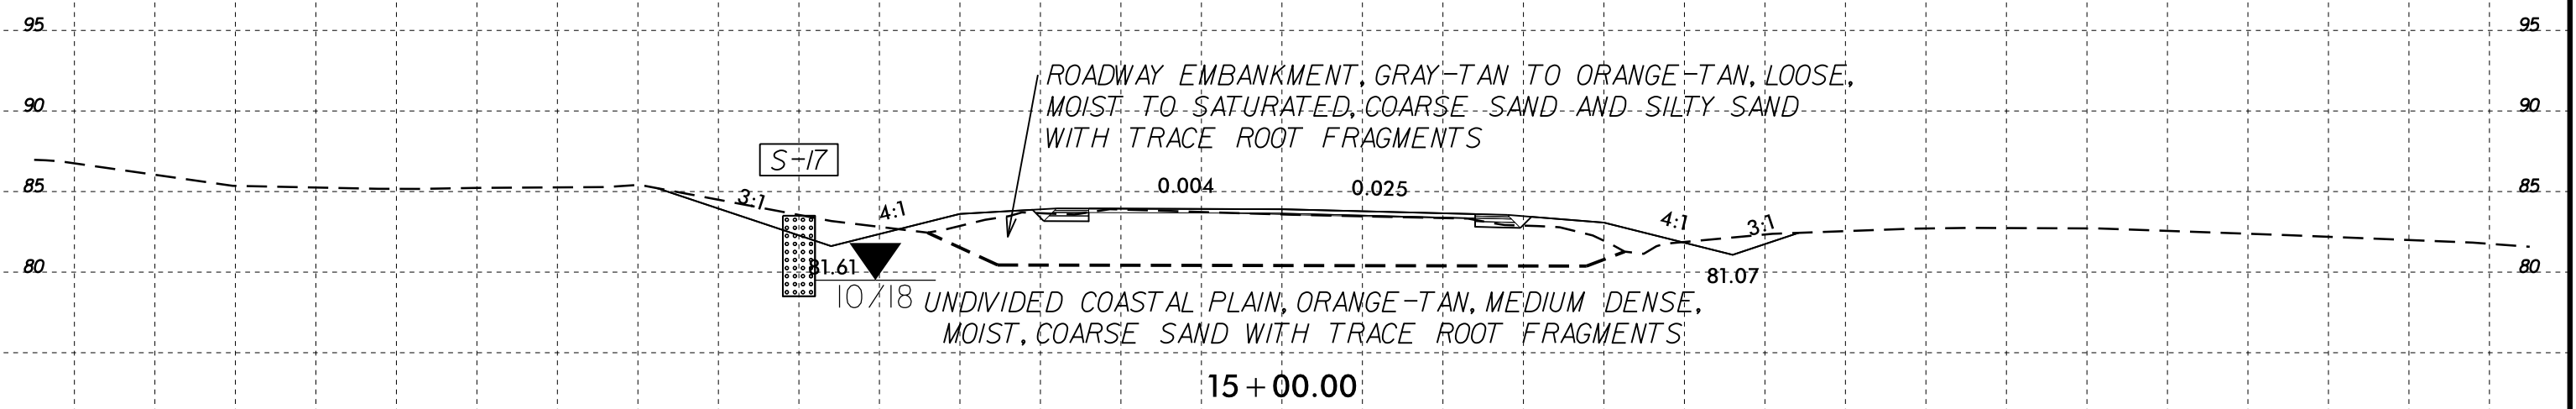 95 95
ROADWAY EMBANKMENT, GRAY-TAN TO ORANGE-TAN, LOOSE,
90 MOIST TO SATURATED, COARSE SAND AND SILTY SAND 90
WITH TRACE ROOT FRAGMENTS
S-17
85 0.004 0.025 85
3:1 4:1 4:1 3:1
80 81.61 81.07 80
10/18 UNDIVIDED COASTAL PLAIN, ORANGE-TAN, MEDIUM DENSE,
MOIST, COARSE SAND WITH TRACE ROOT FRAGMENTS
15+00.00